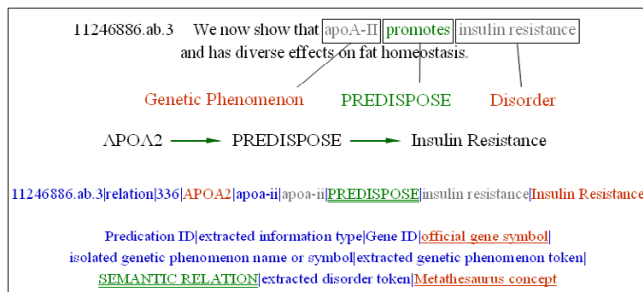 11246886.ab.3 We now show that apoA-II promotes insulin resistance
and has diverse effects on fat homeostasis.
Genetic Phenomenon PREDISPOSE Disorder
APOA2 PREDISPOSE Insulin Resistance
11246886.ab.3|relation|336|APOA2|apoa-ii|apoa-ii|PREDISPOSE|insulin resistance|Insulin Resistance
Predication ID|extracted information type|Gene ID|official gene symbol|
isolated genetic phenomenon name or symbol|extracted genetic phenomenon token|
SEMANTIC RELATION|extracted disorder token|Metathesaurus concept